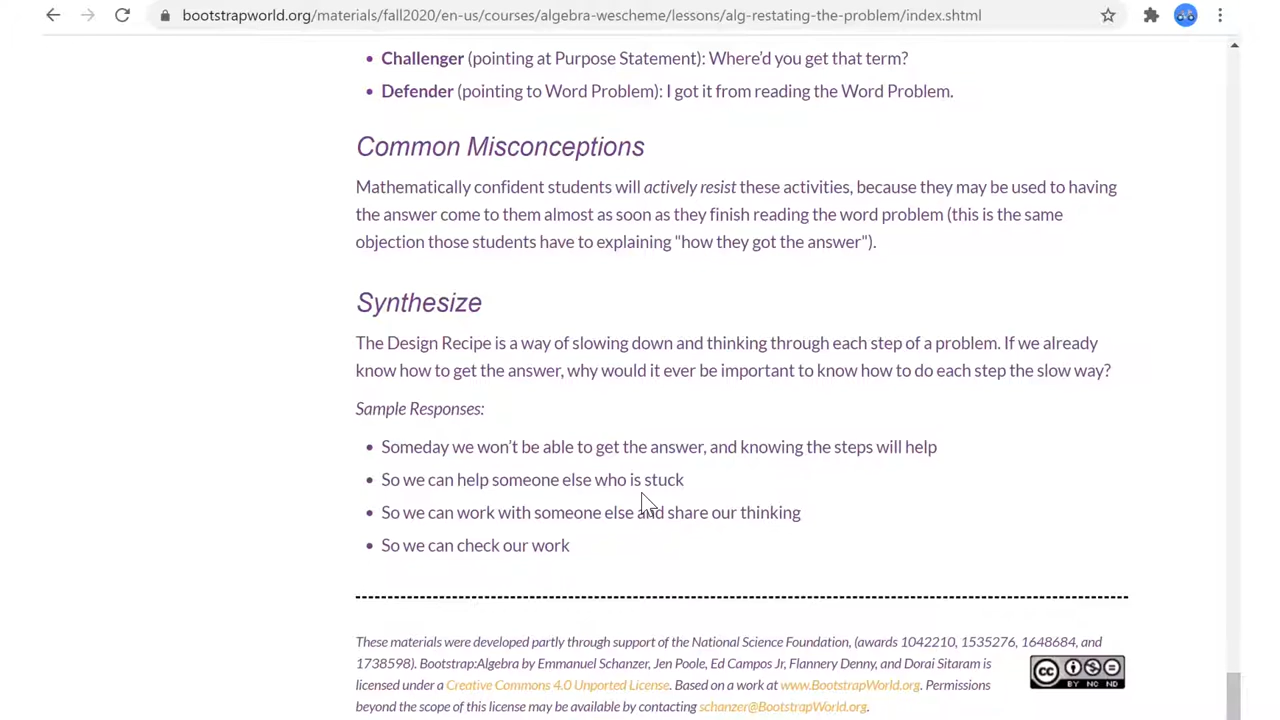 bootstrapworld.org/materials/fall2020/en-us/courses/algebra-wescheme/lessons/alg-restating-the-problem/index.shtml
• Challenger (pointing at Purpose Statement): Where'd you get that term?
• Defender (pointing to Word Problem): I got it from reading the Word Problem.
Common Misconceptions
Mathematically confident students will actively resist these activities, because they may be used to having
the answer come to them almost as soon as they finish reading the word problem (this is the same
objection those students have to explaining "how they got the answer").
Synthesize
The Design Recipe is a way of slowing down and thinking through each step of a problem. If we already
know how to get the answer, why would it ever be important to know how to do each step the slow way?
Sample Responses:
• Someday we won't be able to get the answer, and knowing the steps will help
• So we can help someone else who is stuck
• So we can work with someone else and share our thinking
• So we can check our work
These materials were developed partly through support of the National Science Foundation, (awards 1042210, 1535276, 1648684, and
1738598). Bootstrap:Algebra by Emmanuel Schanzer, Jen Poole, Ed Campos Jr, Flannery Denny, and Dorai Sitaram is
licensed under a Creative Commons 4.0 Unported License. Based on a work at www.BootstrapWorld.org. Permissions
beyond the scope of this license may be available by contacting schanzer@BootstrapWorld.org.
cc
BY NC ND